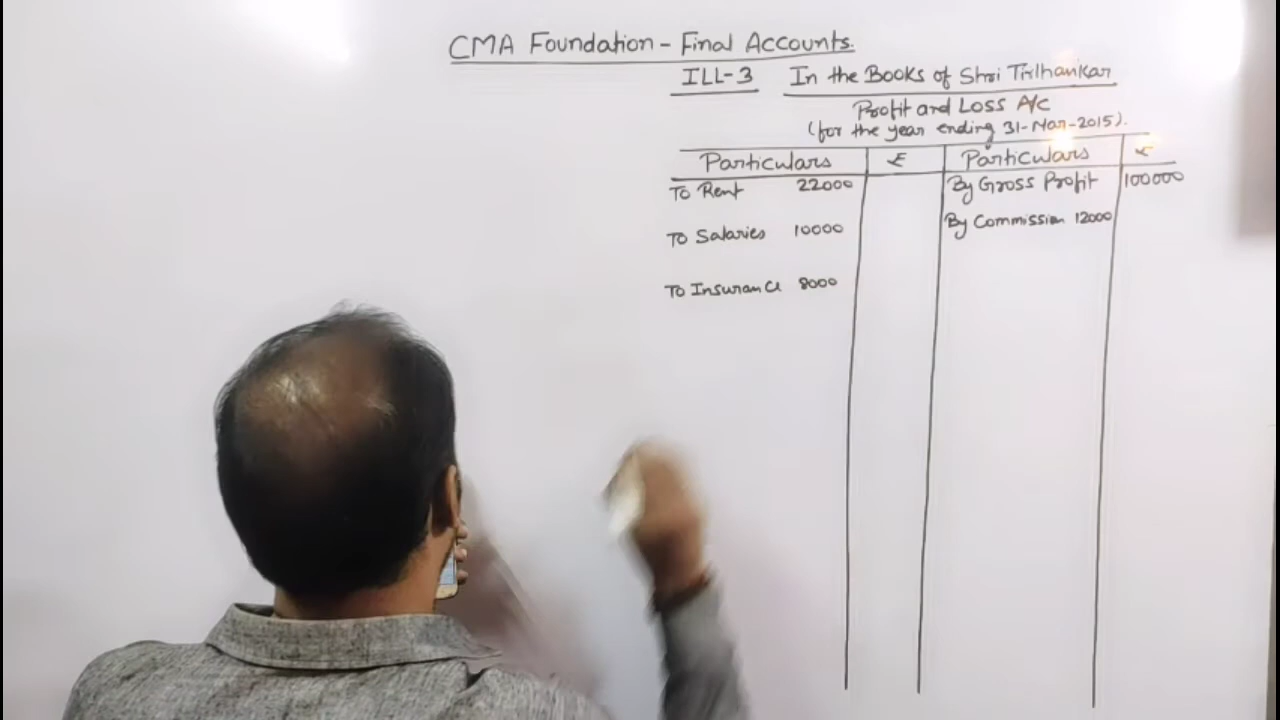 CMA Foundation - Final Accounts.
ILL-3 In the Books of Shri Tirthankar
Profit and Loss A/c
(for the year ending 31-Mar-2015).
Particulars ₹ Particulars ₹
To Rent 22000 By Gross Profit 100000
To Salaries 10000 By Commission 12000
To Insurance 8000